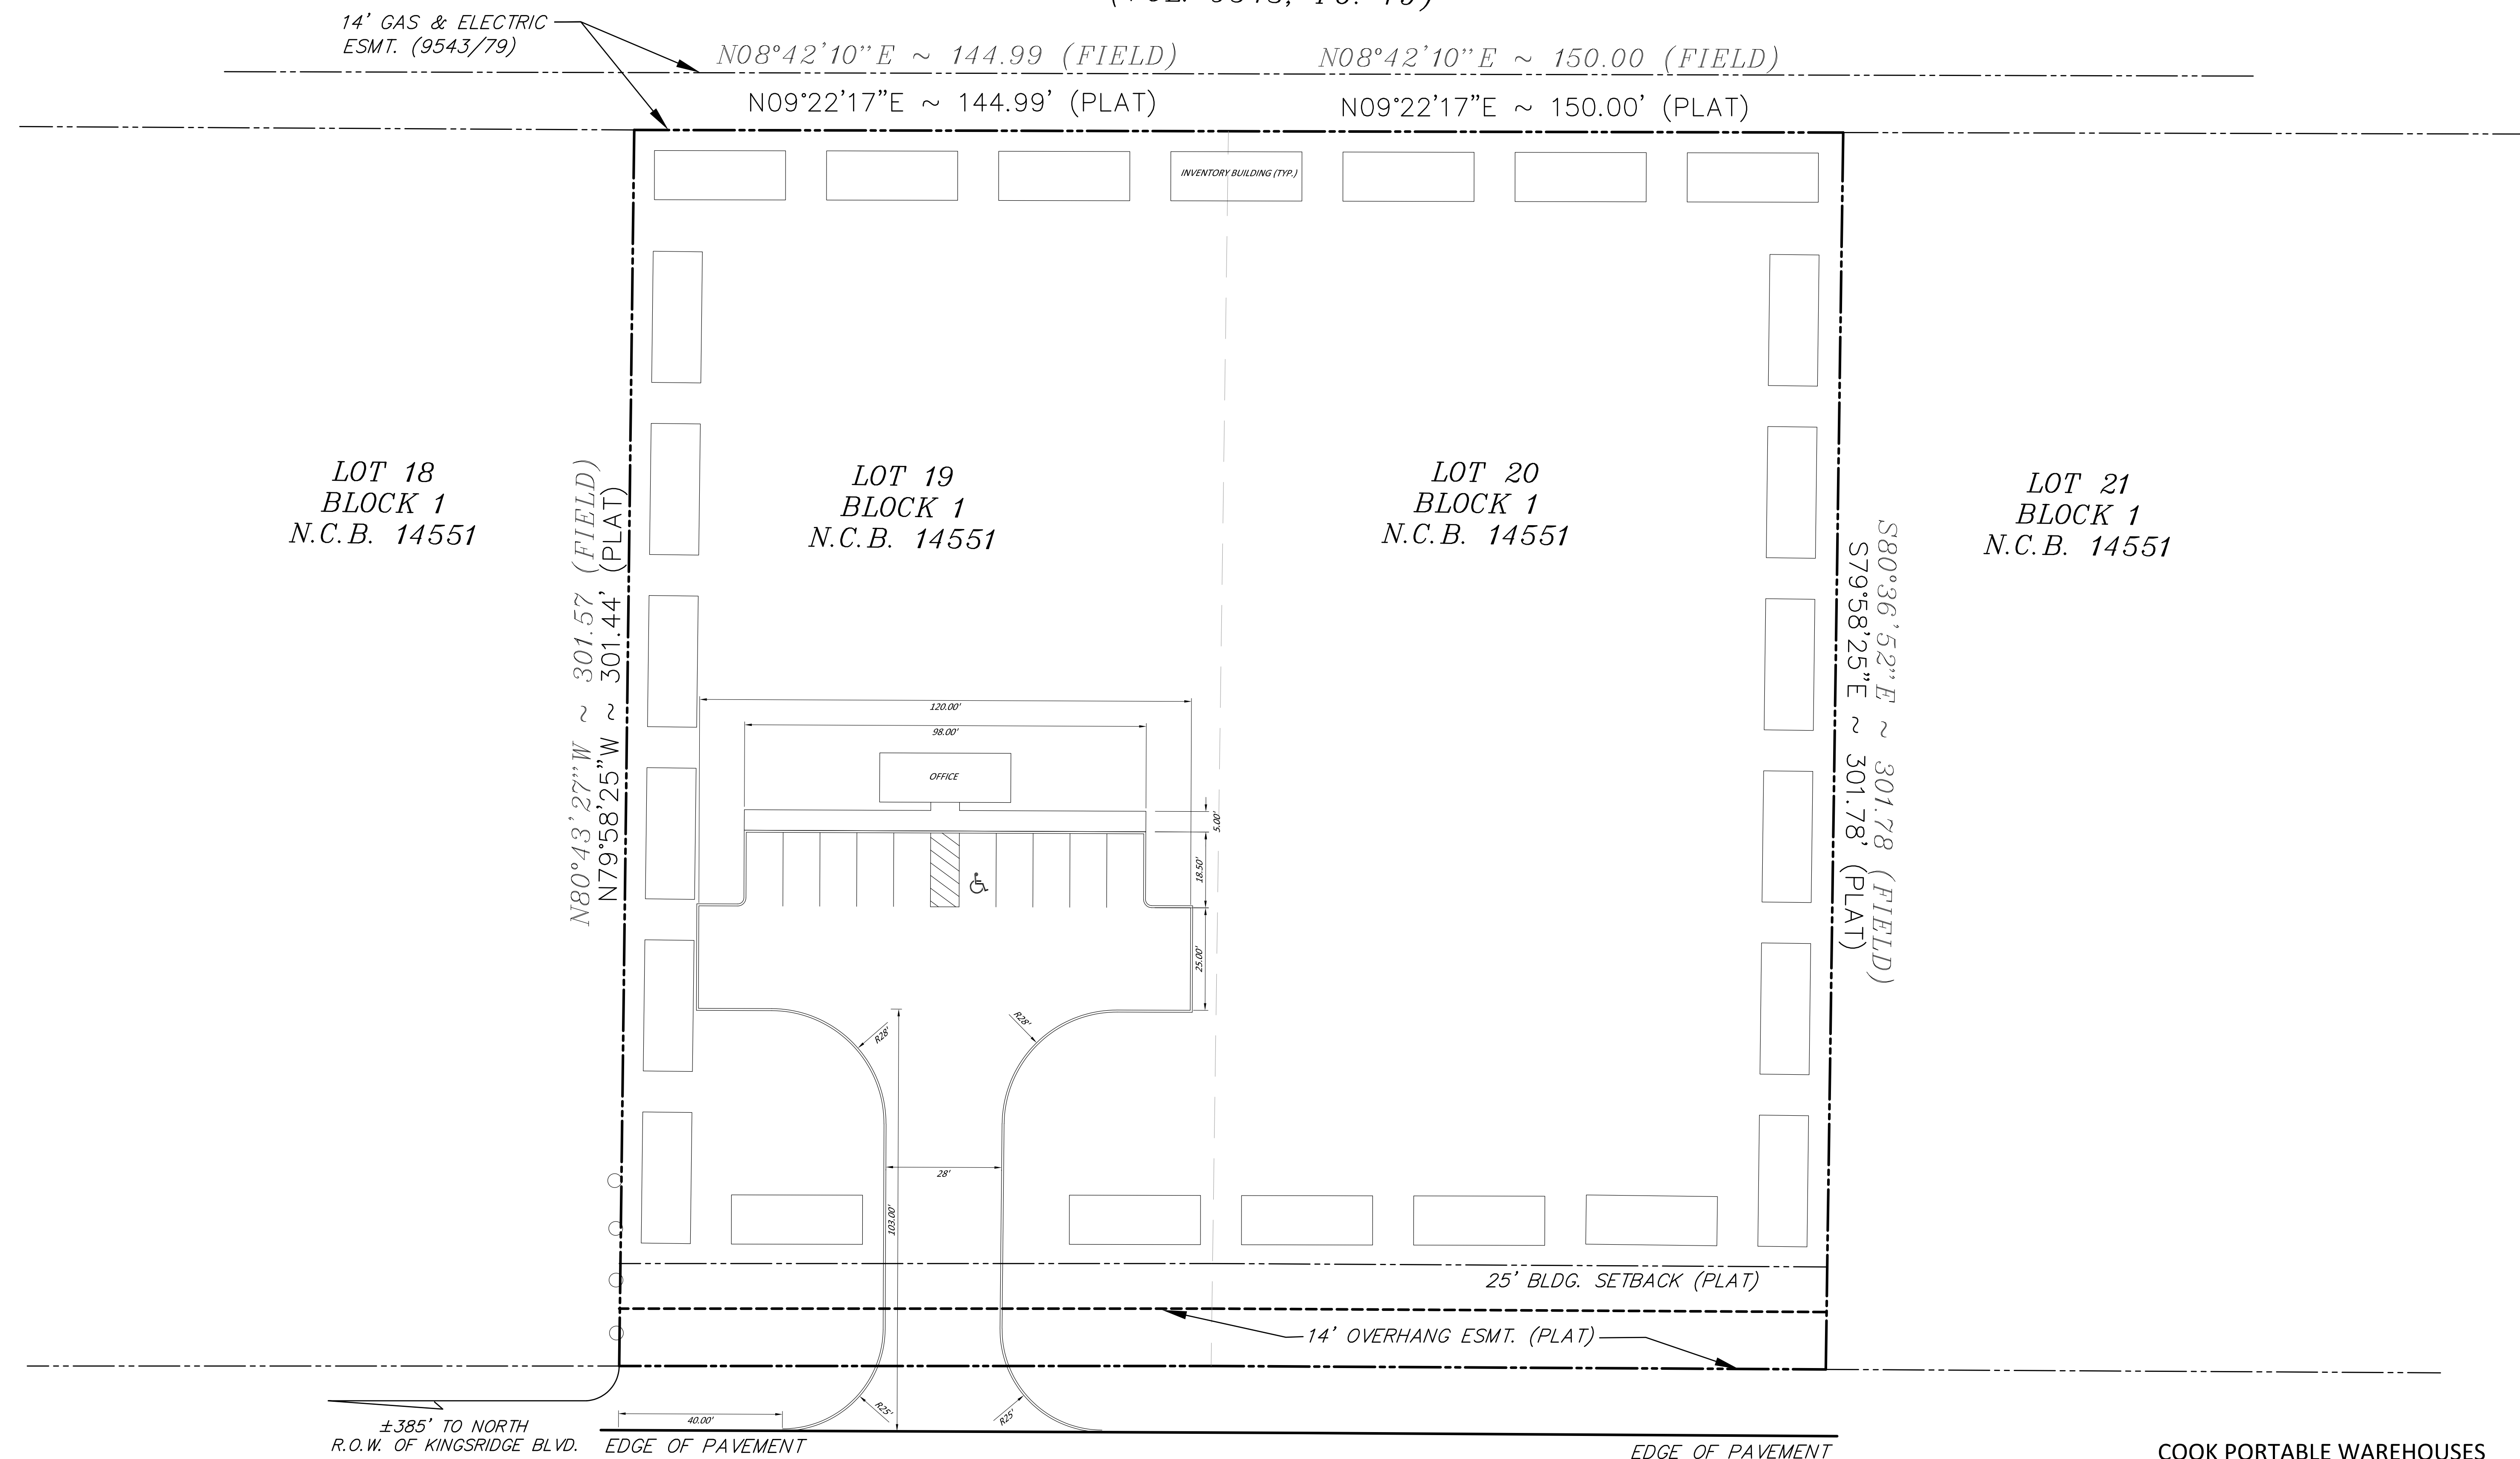 14' GAS & ELECTRIC
ESMT. (9543/79)
N08°42'10"E ~ 144.99 (FIELD)
N08°42'10"E ~ 150.00 (FIELD)
N09°22'17"E ~ 144.99' (PLAT)
N09°22'17"E ~ 150.00' (PLAT)
INVENTORY BUILDING (TYP.)
LOT 18
BLOCK 1
N.C.B. 14551
LOT 19
BLOCK 1
N.C.B. 14551
LOT 20
BLOCK 1
N.C.B. 14551
LOT 21
BLOCK 1
N.C.B. 14551
N80°43'27"W ~ 301.57 (FIELD)
N79°58'25"W ~ 301.44' (PLAT)
S80°36'52"E ~ 301.78 (FIELD)
S79°58'25"E ~ 301.78' (PLAT)
120.00'
98.00'
OFFICE
5.00'
18.50'
25.00'
R28'
R28'
28'
103.00'
25' BLDG. SETBACK (PLAT)
14' OVERHANG ESMT. (PLAT)
R25'
R25'
40.00'
±385' TO NORTH
R.O.W. OF KINGSRIDGE BLVD.
EDGE OF PAVEMENT
EDGE OF PAVEMENT
COOK PORTABLE WAREHOUSES